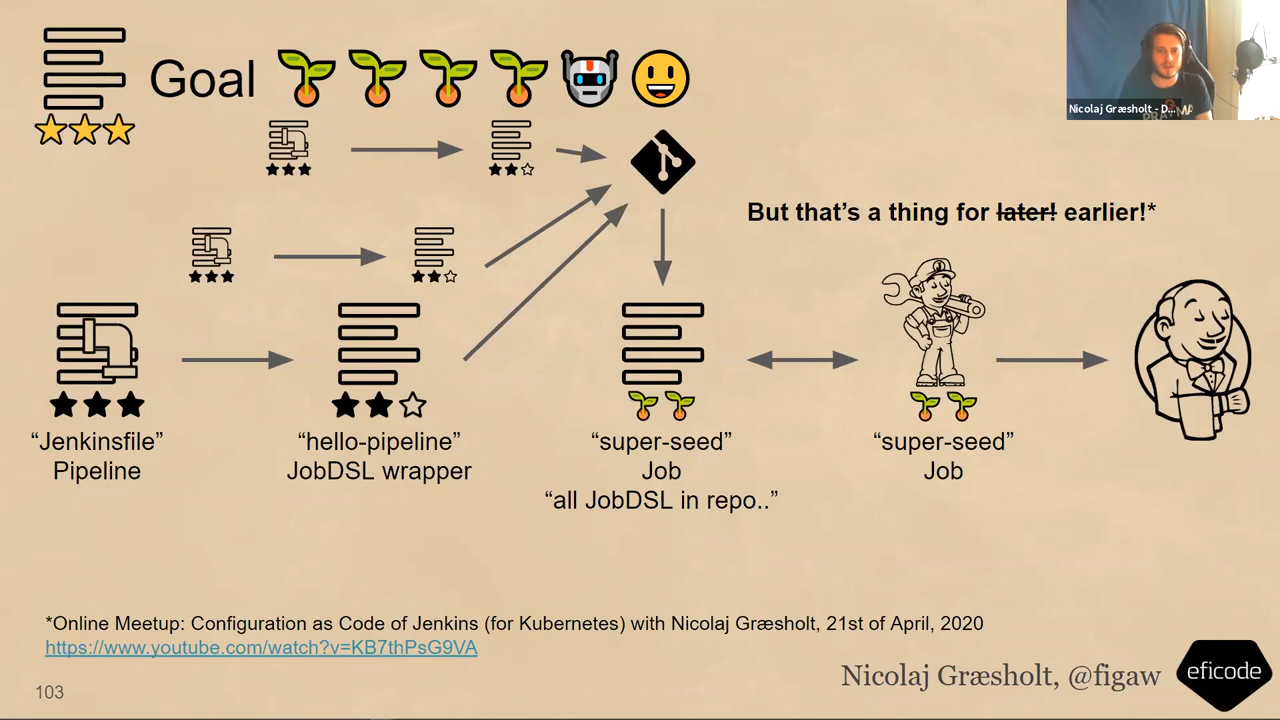 Nicolaj Græsholt - D...
Goal
But that's a thing for later! earlier!*
"Jenkinsfile"
Pipeline
"hello-pipeline"
JobDSL wrapper
"super-seed"
Job
"all JobDSL in repo.."
"super-seed"
Job
*Online Meetup: Configuration as Code of Jenkins (for Kubernetes) with Nicolaj Græsholt, 21st of April, 2020
https://www.youtube.com/watch?v=KB7thPsG9VA
103
Nicolaj Græsholt, @figaw
eficode